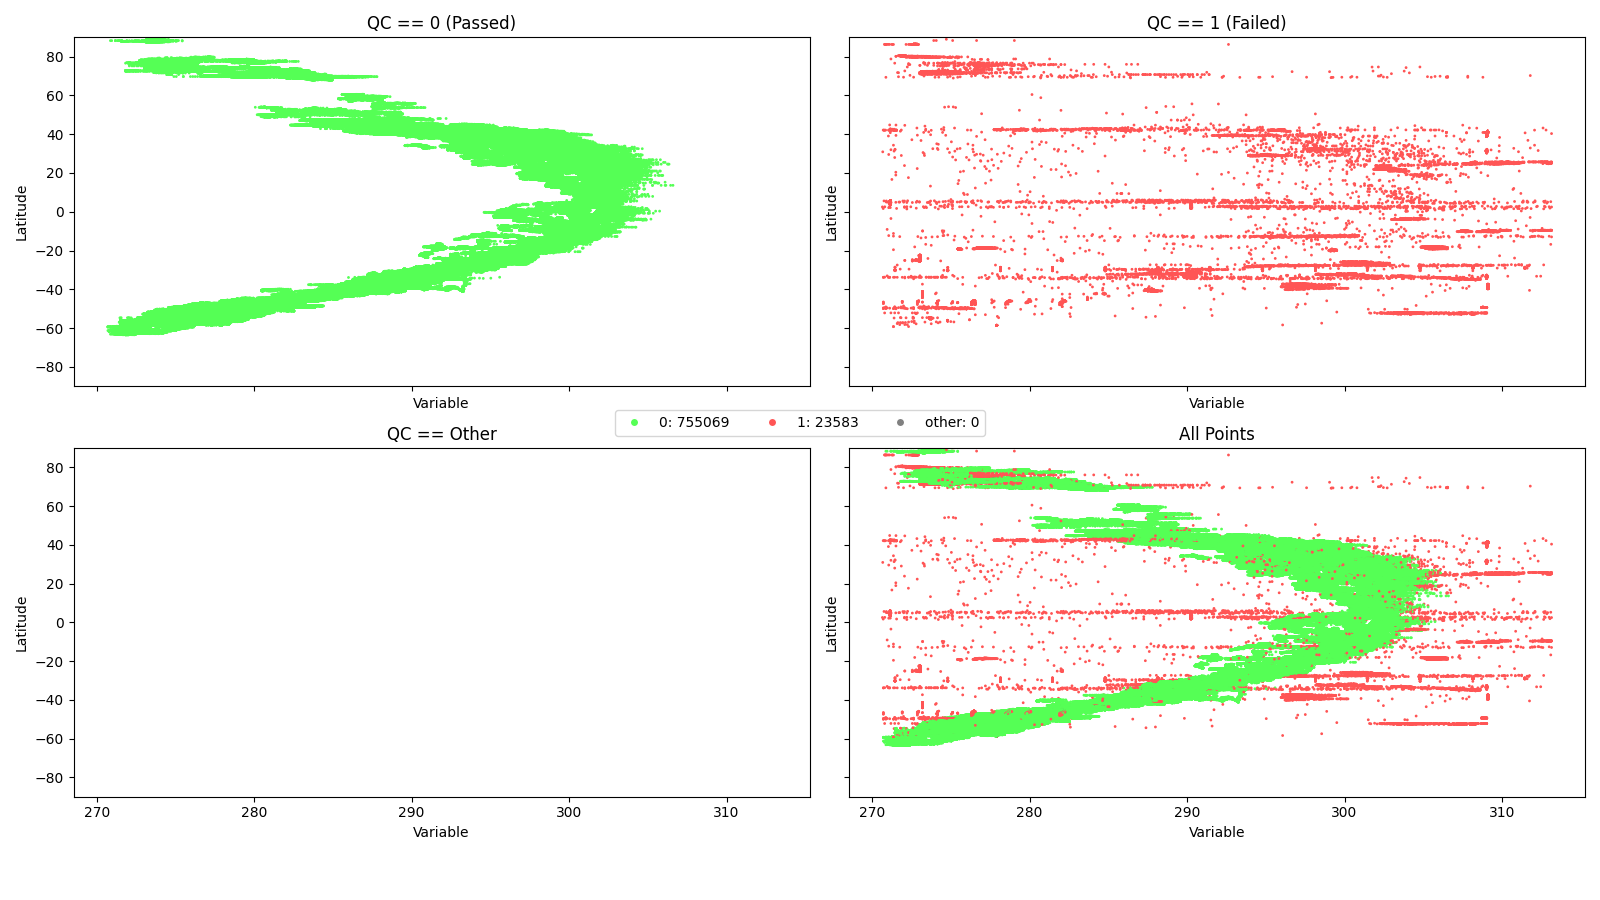 QC == 0 (Passed)
QC == 1 (Failed)
80
60
40
20
0
−20
−40
−60
−80
Latitude
Latitude
Variable
Variable
0: 755069
1: 23583
other: 0
QC == Other
All Points
80
60
40
20
0
−20
−40
−60
−80
Latitude
Latitude
270
280
290
300
310
270
280
290
300
310
Variable
Variable